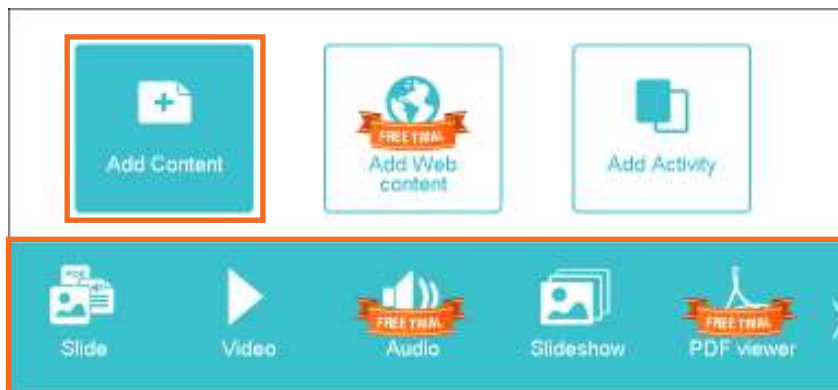 FREE TRIAL
Add Content
Add Web
content
Add Activity
FREE TRIAL
FREE TRIAL
Slide
Video
Audio
Slideshow
PDF viewer